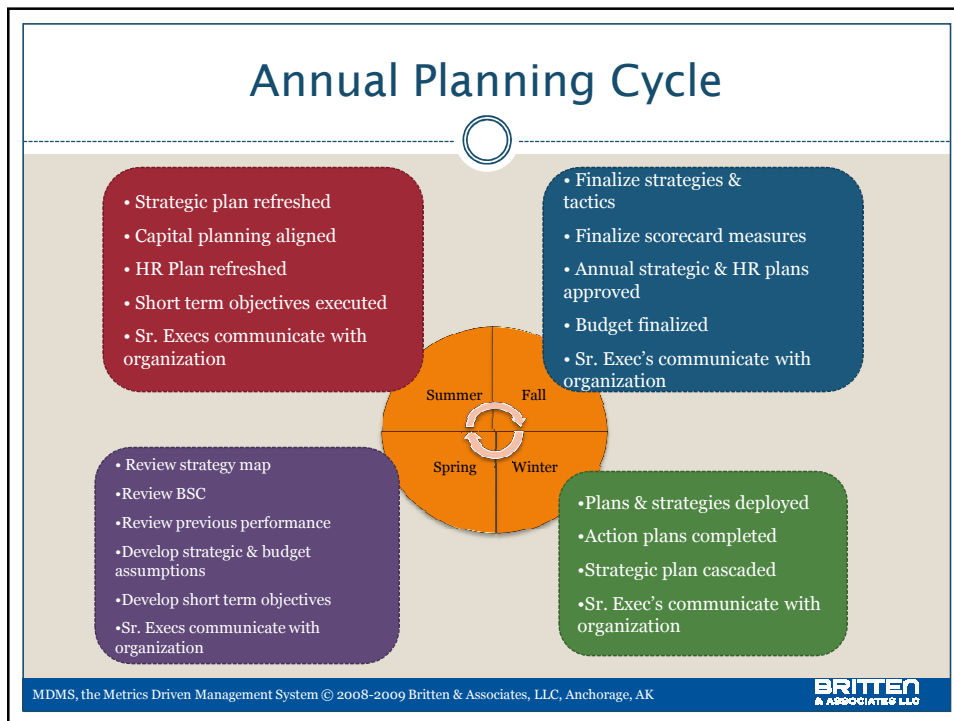 Annual Planning Cycle
• Strategic plan refreshed
• Capital planning aligned
• HR Plan refreshed
• Short term objectives executed
• Sr. Execs communicate with
organization
• Finalize strategies &
tactics
• Finalize scorecard measures
• Annual strategic & HR plans
approved
• Budget finalized
• Sr. Exec's communicate with
organization
Summer
Fall
Spring
Winter
• Review strategy map
•Review BSC
•Review previous performance
•Develop strategic & budget
assumptions
•Develop short term objectives
•Sr. Execs communicate with
organization
•Plans & strategies deployed
•Action plans completed
•Strategic plan cascaded
•Sr. Exec's communicate with
organization
MDMS, the Metrics Driven Management System © 2008-2009 Britten & Associates, LLC, Anchorage, AK
BRITTEN
& ASSOCIATES LLC